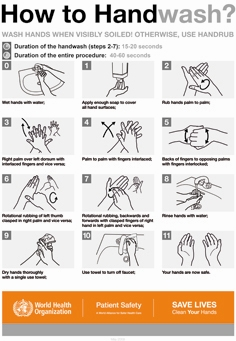 How to Handwash?
WASH HANDS WHEN VISIBLY SOILED! OTHERWISE, USE HANDRUB
Duration of the handwash (steps 2-7): 15-20 seconds
Duration of the entire procedure: 40-60 seconds
0
1
2
Wet hands with water;
Apply enough soap to cover
all hand surfaces;
Rub hands palm to palm;
3
4
5
Right palm over left dorsum with
interlaced fingers and vice versa;
Palm to palm with fingers interlaced;
Backs of fingers to opposing palms
with fingers interlocked;
6
7
8
Rotational rubbing of left thumb
clasped in right palm and vice versa;
Rotational rubbing, backwards and
forwards with clasped fingers of right
hand in left palm and vice versa;
Rinse hands with water;
9
10
11
Dry hands thoroughly
with a single use towel;
Use towel to turn off faucet;
Your hands are now safe.
World Health
Organization
Patient Safety
SAVE LIVES
Clean Your Hands